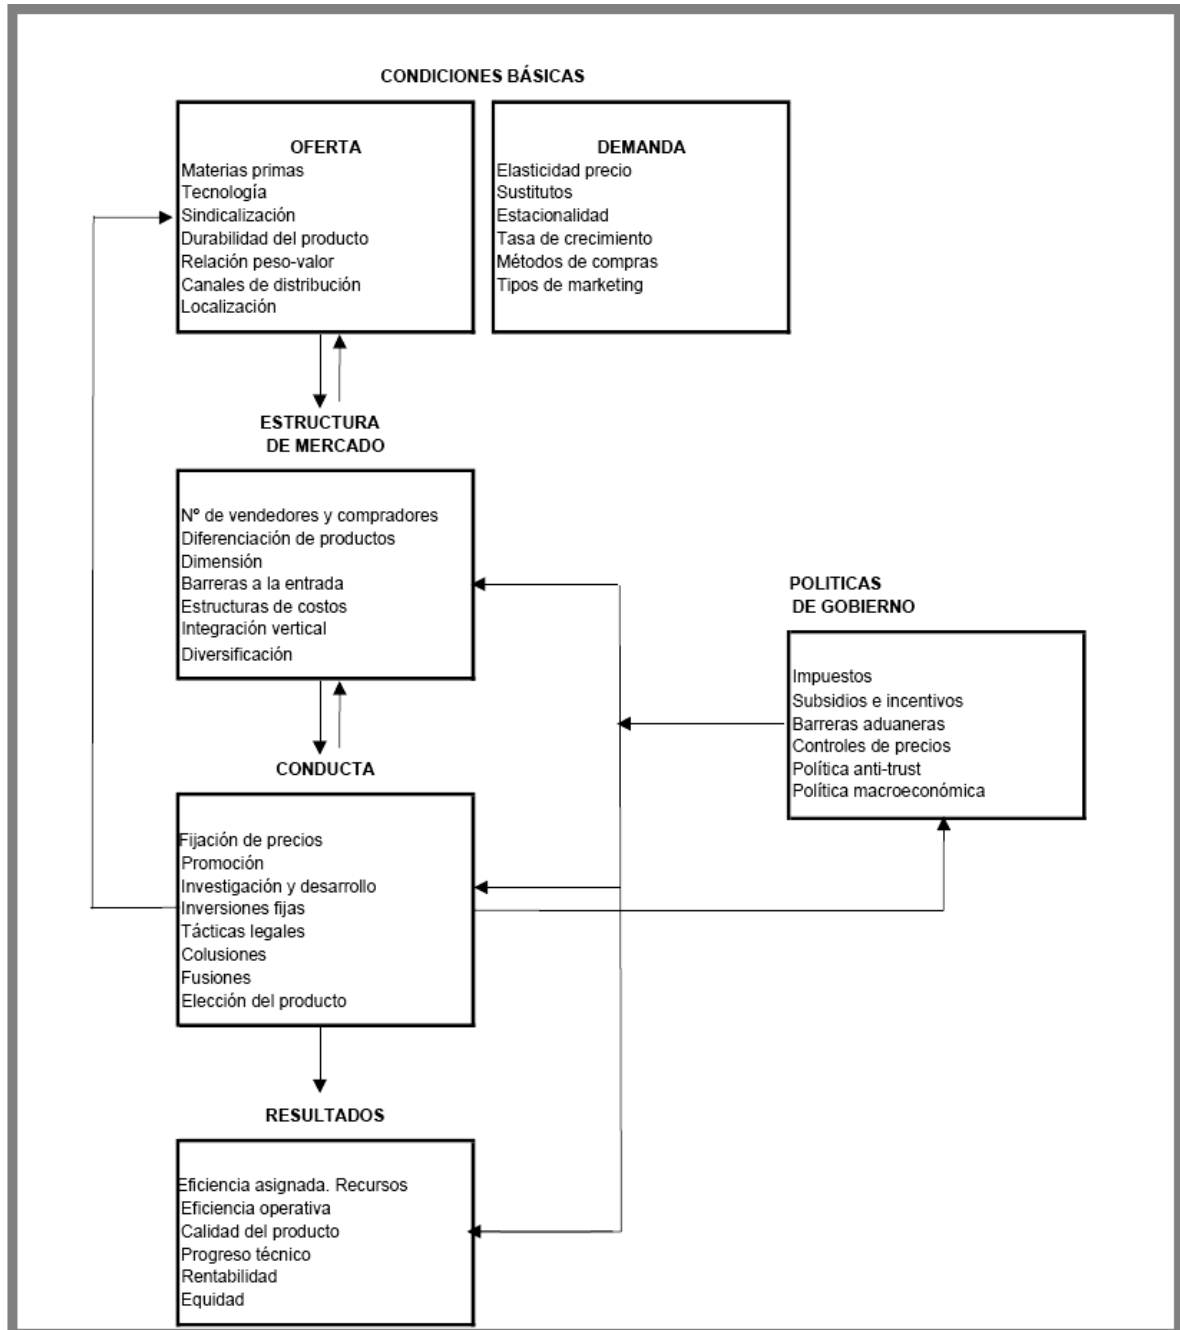 CONDICIONES BÁSICAS
OFERTA
Materias primas
Tecnología
Sindicalización
Durabilidad del producto
Relación peso-valor
Canales de distribución
Localización
DEMANDA
Elasticidad precio
Sustitutos
Estacionalidad
Tasa de crecimiento
Métodos de compras
Tipos de marketing
ESTRUCTURA
DE MERCADO
Nº de vendedores y compradores
Diferenciación de productos
Dimensión
Barreras a la entrada
Estructuras de costos
Integración vertical
Diversificación
POLITICAS
DE GOBIERNO
Impuestos
Subsidios e incentivos
Barreras aduaneras
Controles de precios
Política anti-trust
Política macroeconómica
CONDUCTA
Fijación de precios
Promoción
Investigación y desarrollo
Inversiones fijas
Tácticas legales
Colusiones
Fusiones
Elección del producto
RESULTADOS
Eficiencia asignada. Recursos
Eficiencia operativa
Calidad del producto
Progreso técnico
Rentabilidad
Equidad